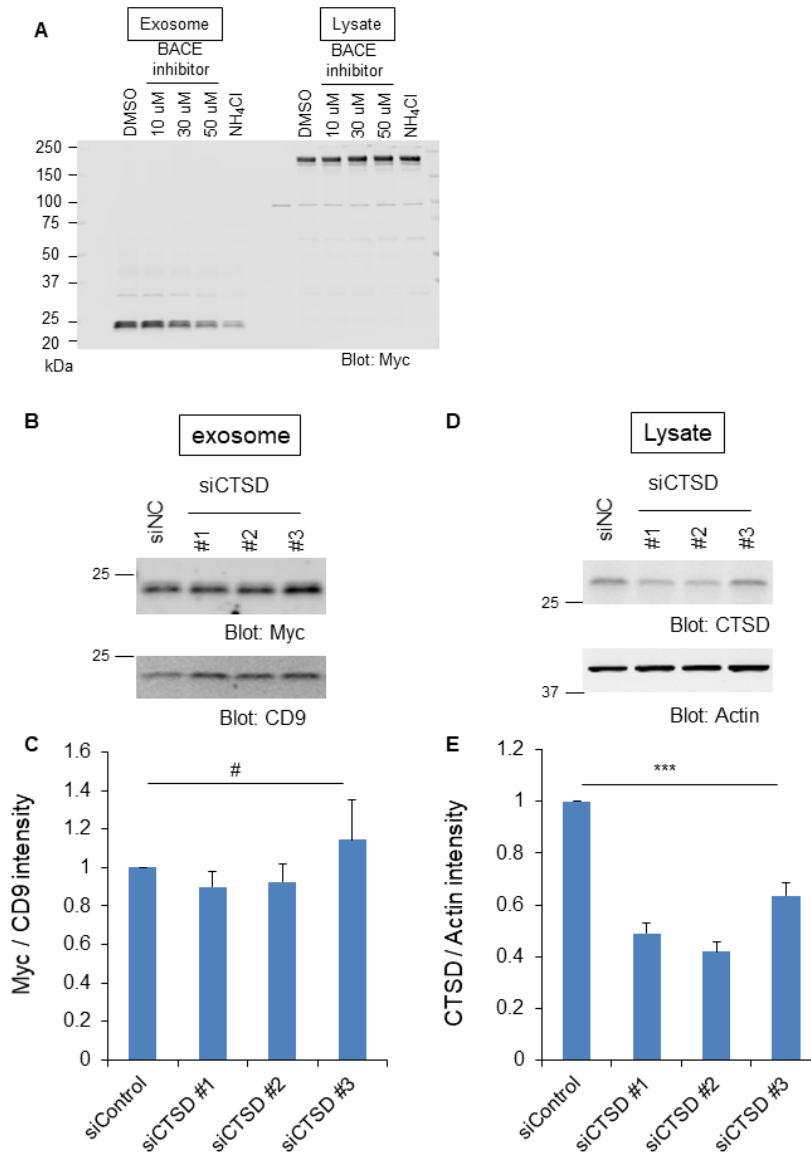 A
Exosome
Lysate
BACE
inhibitor
BACE
inhibitor
DMSO
10 uM
30 uM
50 uM
NH₄Cl
DMSO
10 uM
30 uM
50 uM
NH₄Cl
250
150
100
75
50
37
25
20
kDa
Blot: Myc
B
exosome
siCTSD
siNC
#1
#2
#3
25
Blot: Myc
25
Blot: CD9
D
Lysate
siCTSD
siNC
#1
#2
#3
25
Blot: CTSD
37
Blot: Actin
C
Myc / CD9 intensity
1.6
1.4
1.2
1
0.8
0.6
0.4
0.2
0
#
siControl
siCTSD #1
siCTSD #2
siCTSD #3
E
CTSD / Actin intensity
1.2
1
0.8
0.6
0.4
0.2
0
***
siControl
siCTSD #1
siCTSD #2
siCTSD #3